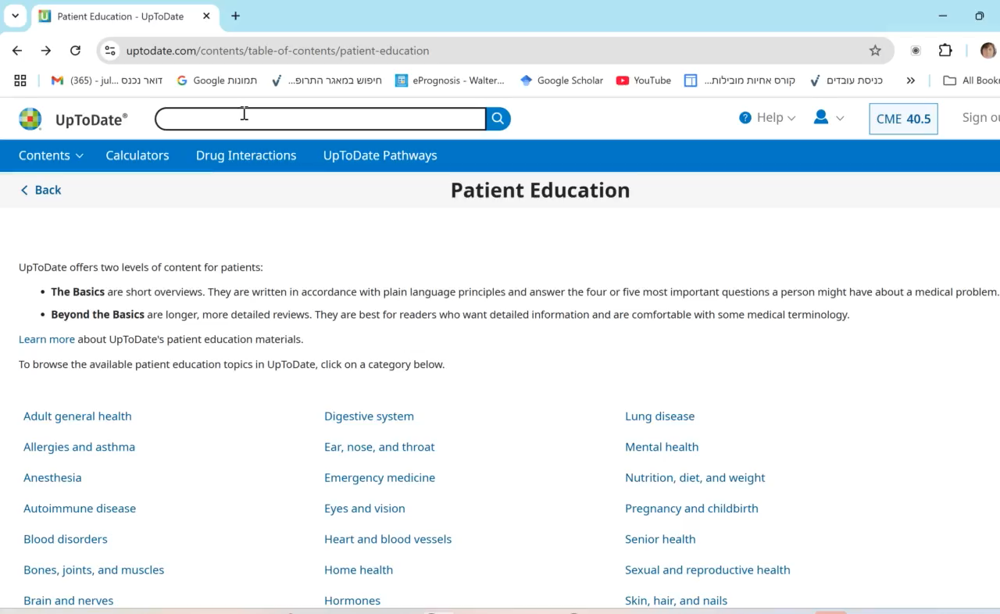 Patient Education - UpToDate
uptodate.com/contents/table-of-contents/patient-education
דואר נכנס (365) - jul...
תמונות Google
חיפוש במאגר התרופ...
ePrognosis - Walter...
Google Scholar
YouTube
קורס אחיות מובילות...
כניסת עובדים
All Book
UpToDate®
Help
CME 40.5
Sign ou
Contents
Calculators
Drug Interactions
UpToDate Pathways
Back
Patient Education
UpToDate offers two levels of content for patients:
• The Basics are short overviews. They are written in accordance with plain language principles and answer the four or five most important questions a person might have about a medical problem.
• Beyond the Basics are longer, more detailed reviews. They are best for readers who want detailed information and are comfortable with some medical terminology.
Learn more about UpToDate's patient education materials.
To browse the available patient education topics in UpToDate, click on a category below.
Adult general health
Allergies and asthma
Anesthesia
Autoimmune disease
Blood disorders
Bones, joints, and muscles
Brain and nerves
Digestive system
Ear, nose, and throat
Emergency medicine
Eyes and vision
Heart and blood vessels
Home health
Hormones
Lung disease
Mental health
Nutrition, diet, and weight
Pregnancy and childbirth
Senior health
Sexual and reproductive health
Skin, hair, and nails